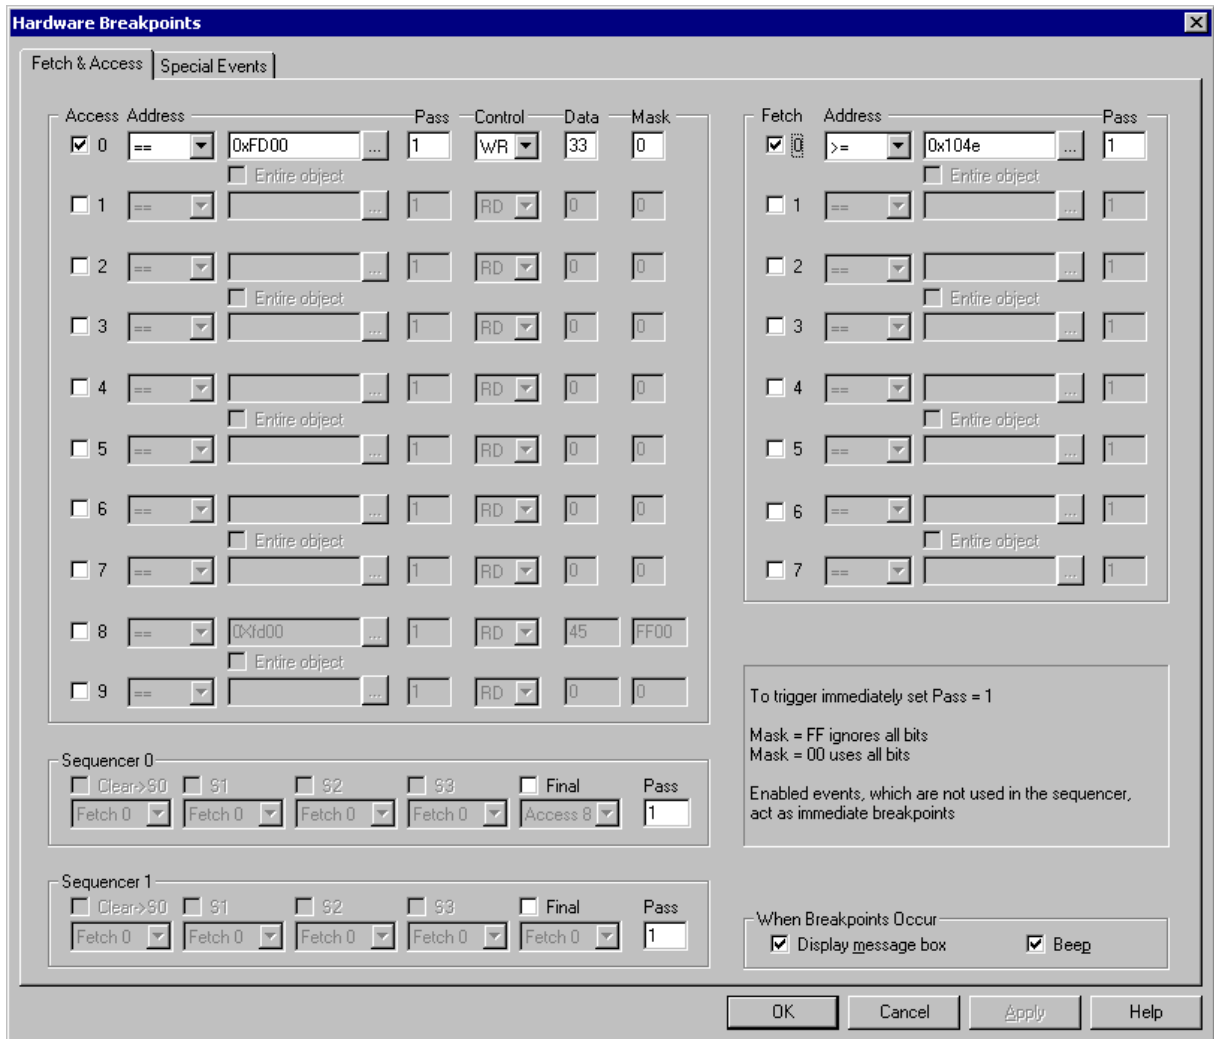 Hardware Breakpoints
Fetch & Access Special Events
Access Address Pass Control Data Mask
0 == 0xFD00 ... 1 WR 33 0
Entire object
1 == ... 1 RD 0 0
2 == ... 1 RD 0 0
Entire object
3 == ... 1 RD 0 0
4 == ... 1 RD 0 0
Entire object
5 == ... 1 RD 0 0
6 == ... 1 RD 0 0
Entire object
7 == ... 1 RD 0 0
8 == 0Xfd00 ... 1 RD 45 FF00
Entire object
9 == ... 1 RD 0 0
Fetch Address Pass
0 >= 0x104e ... 1
Entire object
1 == ... 1
2 == ... 1
Entire object
3 == ... 1
4 == ... 1
Entire object
5 == ... 1
6 == ... 1
Entire object
7 == ... 1
To trigger immediately set Pass = 1
Mask = FF ignores all bits
Mask = 00 uses all bits
Enabled events, which are not used in the sequencer,
act as immediate breakpoints
Sequencer 0
Clear->S0 S1 S2 S3 Final Pass
Fetch 0 Fetch 0 Fetch 0 Fetch 0 Access 8 1
Sequencer 1
Clear->S0 S1 S2 S3 Final Pass
Fetch 0 Fetch 0 Fetch 0 Fetch 0 Fetch 0 1
When Breakpoints Occur
Display message box Beep
OK Cancel Apply Help